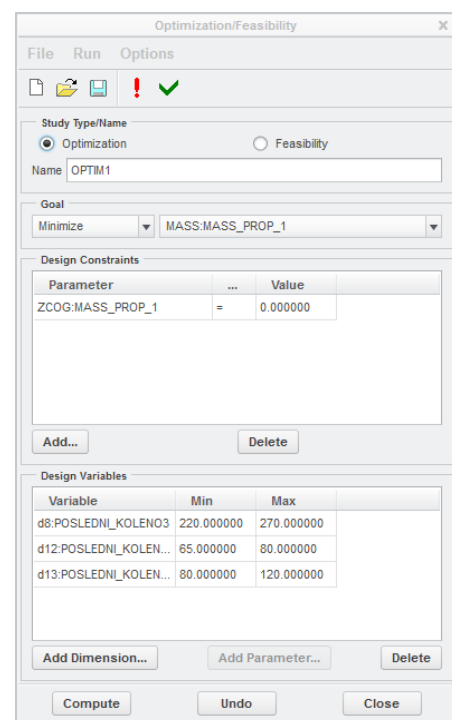 Optimization/Feasibility
File Run Options
Study Type/Name
Optimization Feasibility
Name OPTIM1
Goal
Minimize MASS:MASS_PROP_1
Design Constraints
Parameter ... Value
ZCOG:MASS_PROP_1 = 0.000000
Add... Delete
Design Variables
Variable Min Max
d8:POSLEDNI_KOLENO3 220.000000 270.000000
d12:POSLEDNI_KOLEN... 65.000000 80.000000
d13:POSLEDNI_KOLEN... 80.000000 120.000000
Add Dimension... Add Parameter... Delete
Compute Undo Close